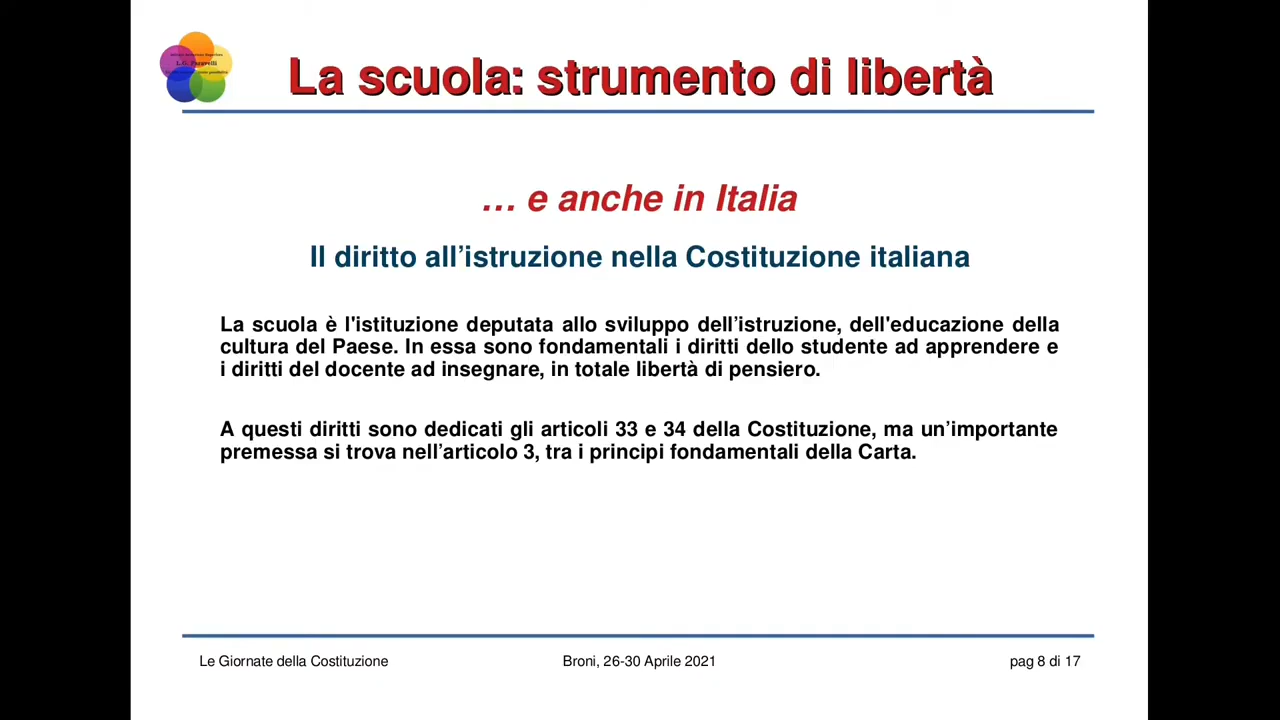 L.G. Faravelli
La scuola: strumento di libertà
… e anche in Italia
Il diritto all’istruzione nella Costituzione italiana
La scuola è l'istituzione deputata allo sviluppo dell’istruzione, dell'educazione della
cultura del Paese. In essa sono fondamentali i diritti dello studente ad apprendere e
i diritti del docente ad insegnare, in totale libertà di pensiero.
A questi diritti sono dedicati gli articoli 33 e 34 della Costituzione, ma un’importante
premessa si trova nell’articolo 3, tra i principi fondamentali della Carta.
Le Giornate della Costituzione
Broni, 26-30 Aprile 2021
pag 8 di 17